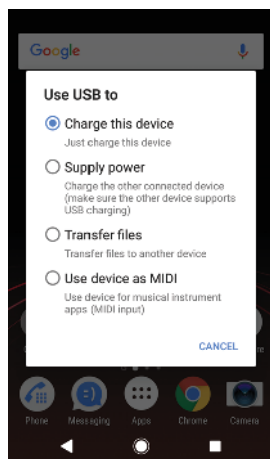 Google
Use USB to
Charge this device
Just charge this device
Supply power
Charge the other connected device
(make sure the other device supports
USB charging)
Transfer files
Transfer files to another device
Use device as MIDI
Use device for musical instrument
apps (MIDI input)
CANCEL
Phone Messaging Apps Chrome Camera